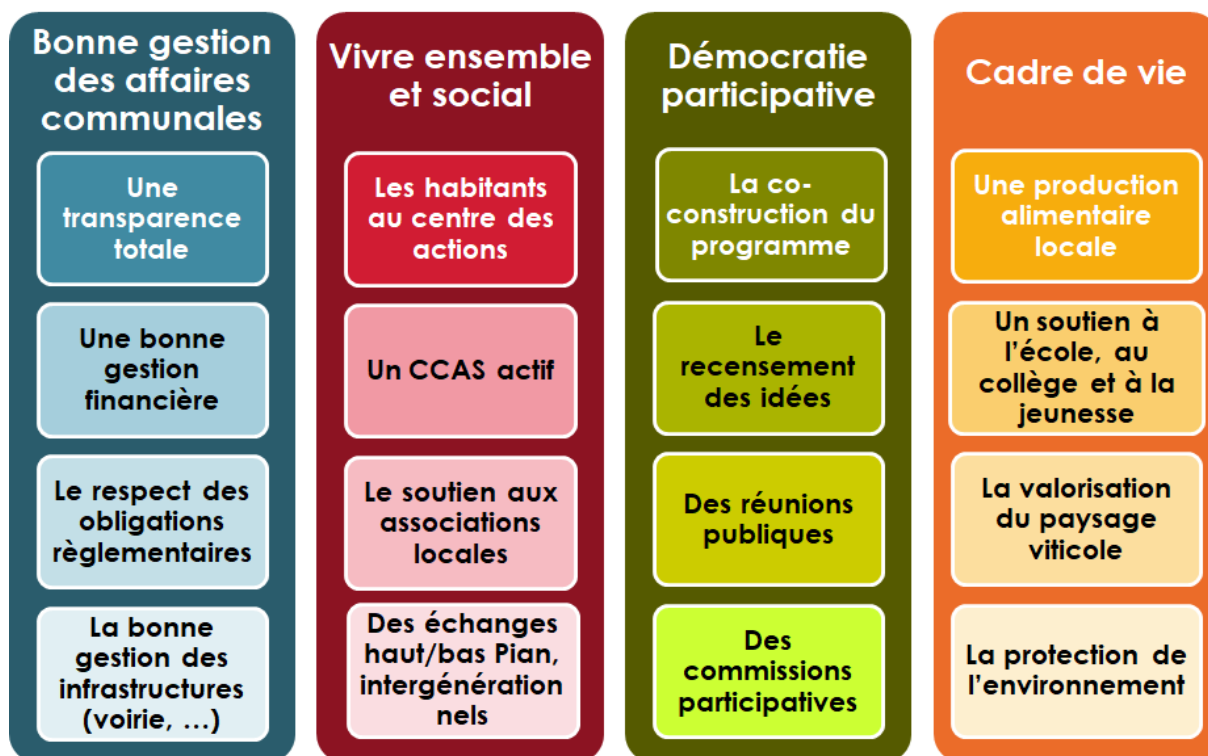 Bonne gestion
des affaires
communales
Une
transparence
totale
Une bonne
gestion
financière
Le respect des
obligations
règlementaires
La bonne
gestion des
infrastructures
(voirie, …)
Vivre ensemble
et social
Les habitants
au centre des
actions
Un CCAS actif
Le soutien aux
associations
locales
Des échanges
haut/bas Pian,
intergénération
nels
Démocratie
participative
La co-
construction du
programme
Le
recensement
des idées
Des réunions
publiques
Des
commissions
participatives
Cadre de vie
Une production
alimentaire
locale
Un soutien à
l’école, au
collège et à la
jeunesse
La valorisation
du paysage
viticole
La protection de
l’environnement